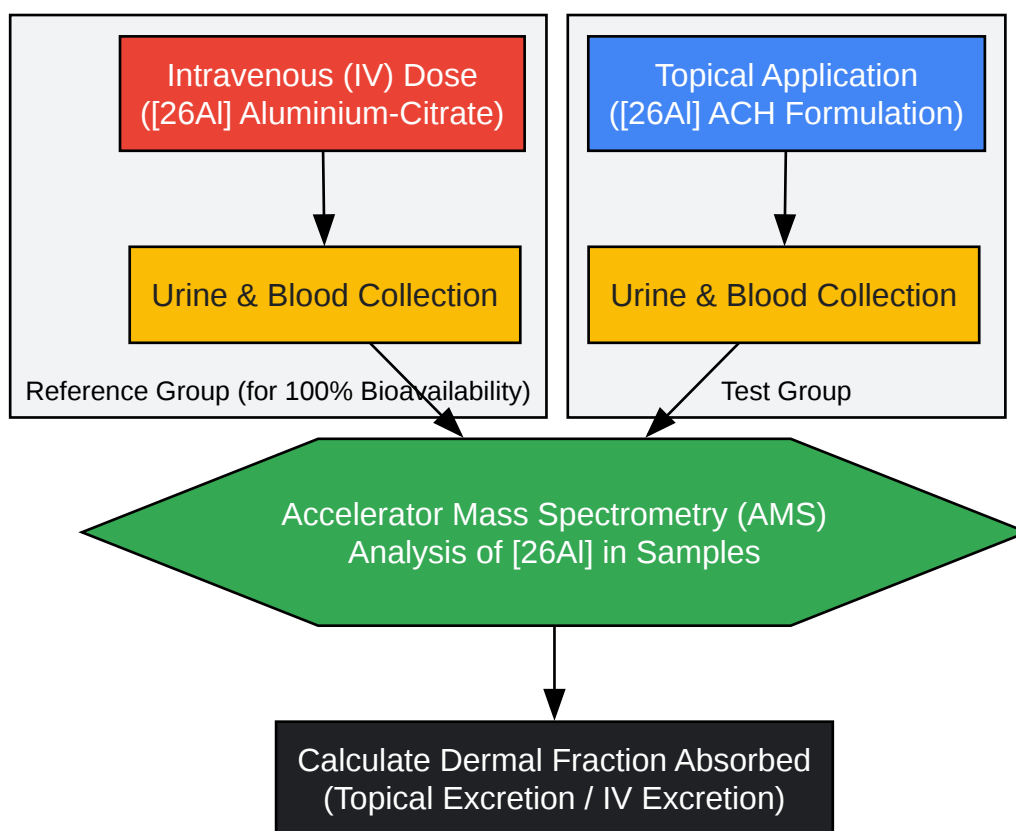 Intravenous (IV) Dose
([26Al] Aluminium-Citrate)
Urine & Blood Collection
Reference Group (for 100% Bioavailability)
Topical Application
([26Al] ACH Formulation)
Urine & Blood Collection
Test Group
Accelerator Mass Spectrometry (AMS)
Analysis of [26Al] in Samples
Calculate Dermal Fraction Absorbed
(Topical Excretion / IV Excretion)